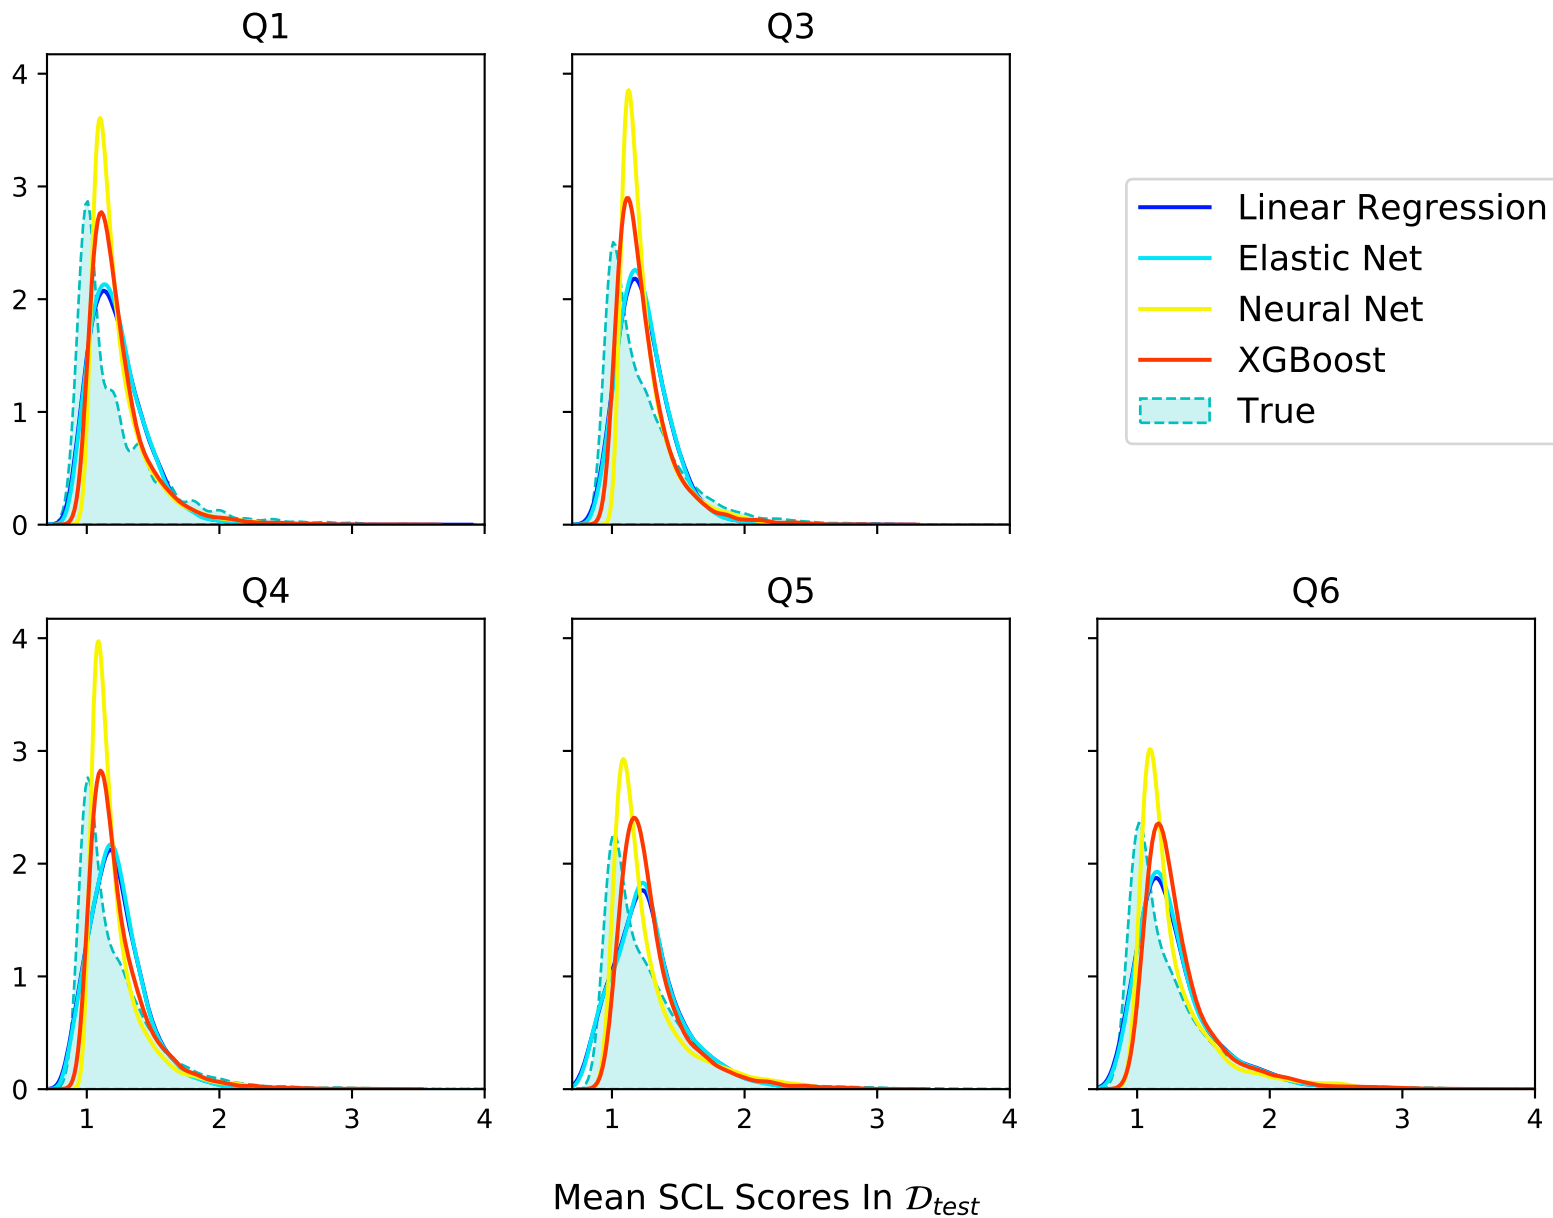 Q1
Q3
4
3
2
1
0
Linear Regression
Elastic Net
Neural Net
XGBoost
True
Q4
Q5
Q6
4
3
2
1
0
1 2 3 4
1 2 3 4
1 2 3 4
Mean SCL Scores In 𝒟test